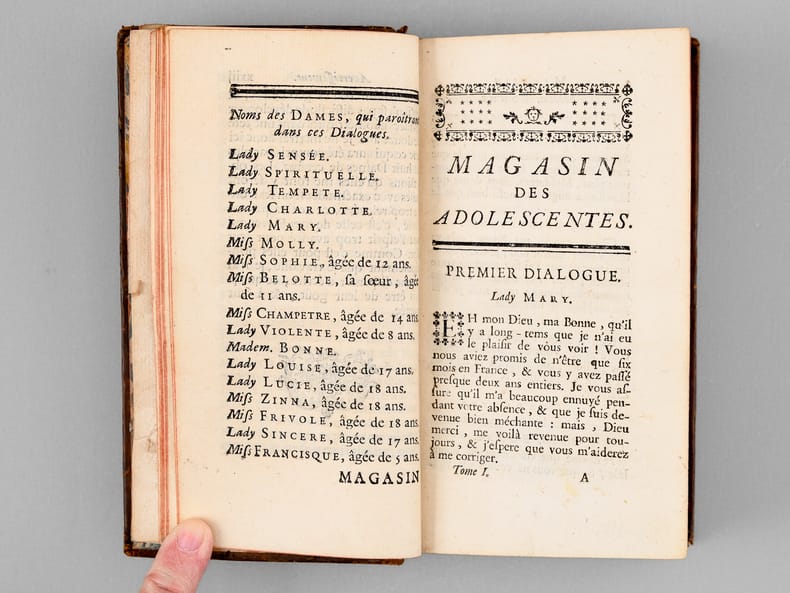 Noms des DAMES, qui paroîtron
dans ces Dialogues.
Lady SENSÉE.
Lady SPIRITUELLE.
Lady TEMPETE.
Lady CHARLOTTE.
Lady MARY.
Miſs MOLLY.
Miſs SOPHIE, âgée de 12 ans.
Miſs BELOTTE, ſa ſœur, âgée
de 11 ans.
Miſs CHAMPETRE, âgée de 14 ans.
Lady VIOLENTE, âgée de 8 ans.
Madem. BONNE.
Lady LOUISE, âgée de 17 ans.
Lady LUCIE, âgée de 18 ans.
Miſs ZINNA, âgée de 18 ans.
Miſs FRIVOLE, âgée de 18 ans.
Lady SINCERE, âgée de 17 ans.
Miſs FRANCISQUE, âgée de 5 ans.
MAGASIN
MAGASIN
DES
ADOLESCENTES.
PREMIER DIALOGUE.
Lady MARY.
EH mon Dieu, ma Bonne, qu'il
y a long-tems que je n'ai eu
le plaiſir de vous voir ! Vous
nous aviez promis de n'être que ſix
mois en France, & vous y avez paſſé
preſque deux ans entiers. Je vous aſ-
ſure qu'il m'a beaucoup ennuyé pen-
dant votre abſence, & que je ſuis de-
venue bien méchante : mais, Dieu
merci, me voilà revenue pour tou-
jours, & j'eſpere que vous m'aiderez
à me corriger.
Tome I. A